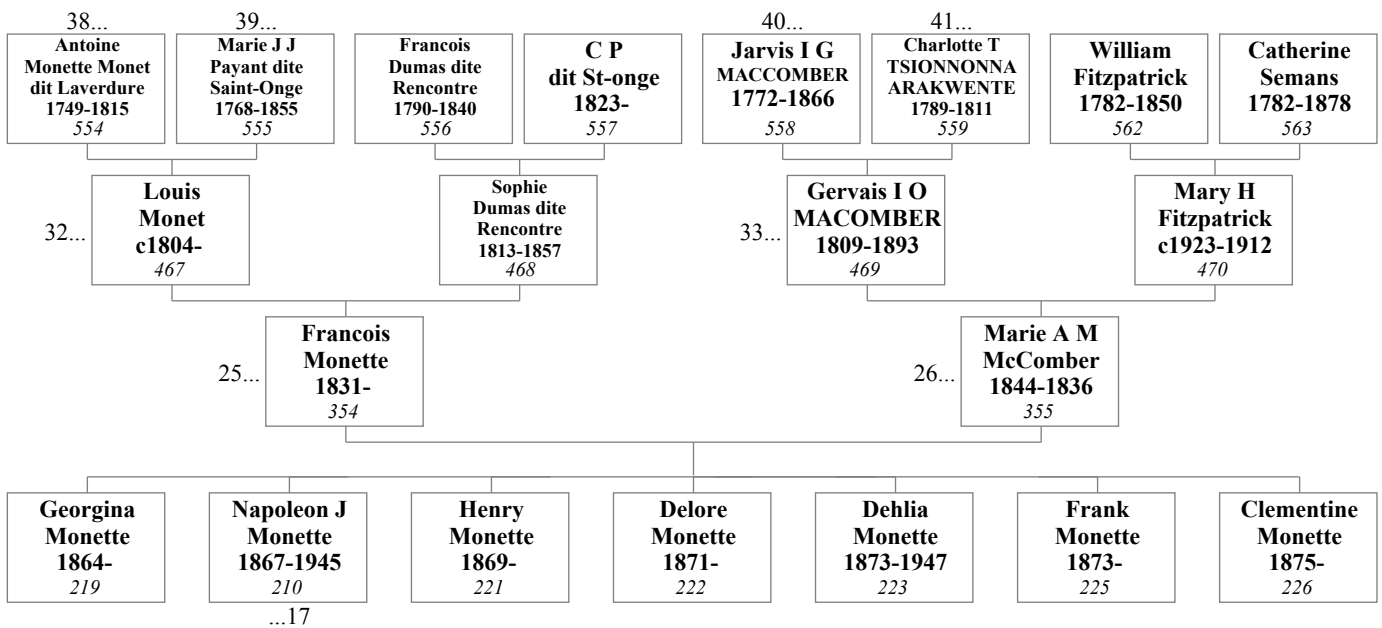 38...
39...
40...
41...
Antoine
Monette Monet
dit Laverdure
1749-1815
554
Marie J J
Payant dite
Saint-Onge
1768-1855
555
Francois
Dumas dite
Rencontre
1790-1840
556
C P
dit St-onge
1823-
557
Jarvis I G
MACCOMBER
1772-1866
558
Charlotte T
TSIONNONNA
ARAKWENTE
1789-1811
559
William
Fitzpatrick
1782-1850
562
Catherine
Semans
1782-1878
563
32...
Louis
Monet
c1804-
467
Sophie
Dumas dite
Rencontre
1813-1857
468
33...
Gervais I O
MACOMBER
1809-1893
469
Mary H
Fitzpatrick
c1923-1912
470
25...
Francois
Monette
1831-
354
26...
Marie A M
McComber
1844-1836
355
Georgina
Monette
1864-
219
Napoleon J
Monette
1867-1945
210
Henry
Monette
1869-
221
Delore
Monette
1871-
222
Dehlia
Monette
1873-1947
223
Frank
Monette
1873-
225
Clementine
Monette
1875-
226
...17